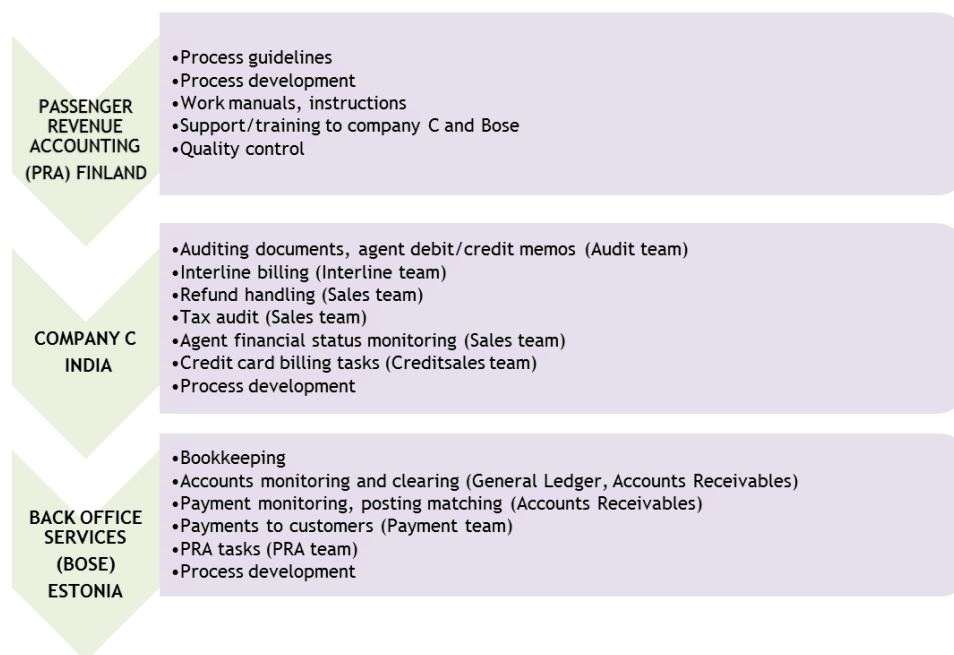 PASSENGER
REVENUE
ACCOUNTING
(PRA) FINLAND
•Process guidelines
•Process development
•Work manuals, instructions
•Support/training to company C and Bose
•Quality control
COMPANY C
INDIA
•Auditing documents, agent debit/credit memos (Audit team)
•Interline billing (Interline team)
•Refund handling (Sales team)
•Tax audit (Sales team)
•Agent financial status monitoring (Sales team)
•Credit card billing tasks (Creditsales team)
•Process development
BACK OFFICE
SERVICES
(BOSE)
ESTONIA
•Bookkeeping
•Accounts monitoring and clearing (General Ledger, Accounts Receivables)
•Payment monitoring, posting matching (Accounts Receivables)
•Payments to customers (Payment team)
•PRA tasks (PRA team)
•Process development